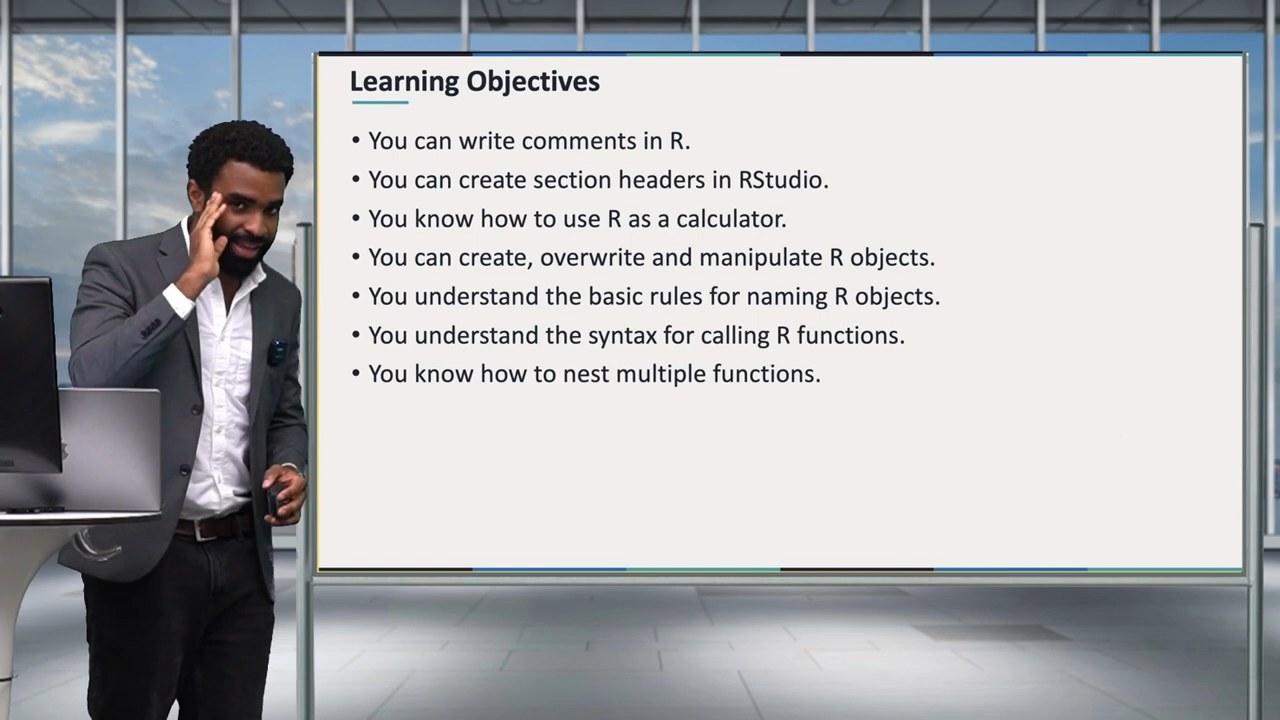 Learning Objectives
• You can write comments in R.
• You can create section headers in RStudio.
• You know how to use R as a calculator.
• You can create, overwrite and manipulate R objects.
• You understand the basic rules for naming R objects.
• You understand the syntax for calling R functions.
• You know how to nest multiple functions.